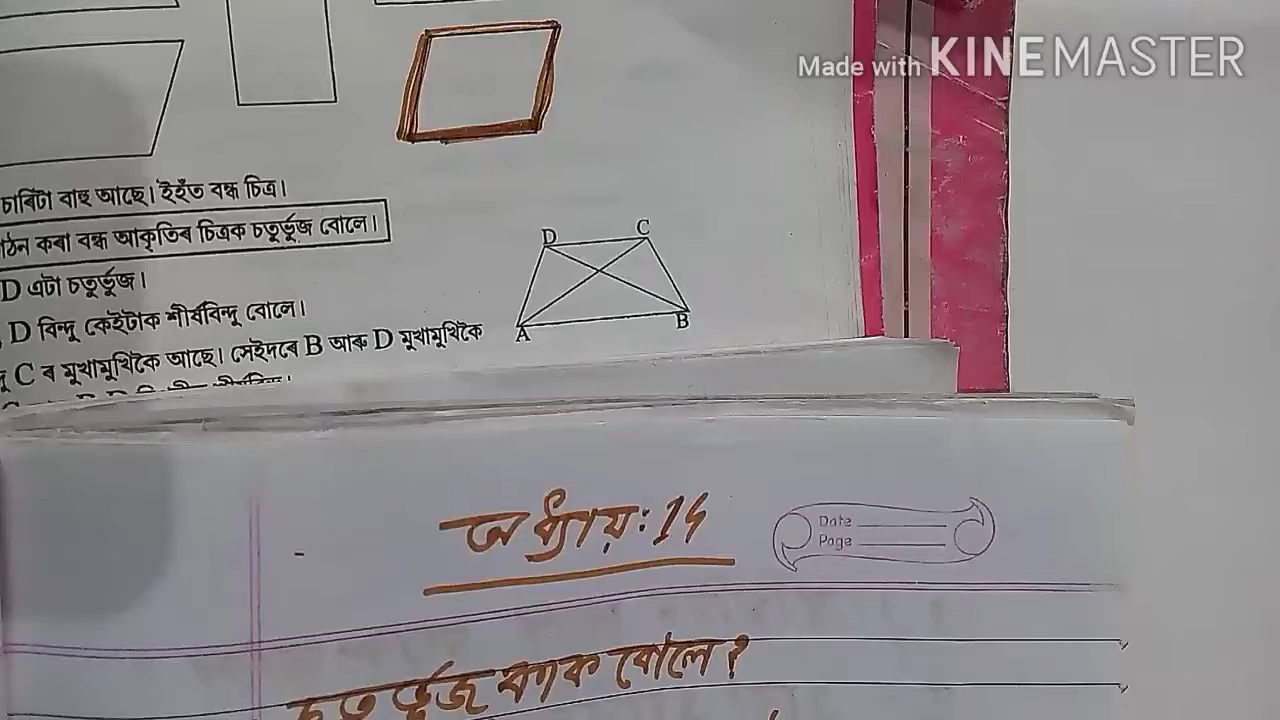 Made with KINEMASTER
চাৰিটা বাহু আছে। ইহঁত বন্ধ চিত্ৰ।
গঠন কৰা বন্ধ আকৃতিৰ চিত্ৰক চতুৰ্ভুজ বোলে।
D এটা চতুৰ্ভুজ।
D C
D বিন্দু কেইটাক শীৰ্ষবিন্দু বোলে।
A B
C ৰ মুখামুখিকৈ আছে। সেইদৰে B আৰু D মুখামুখিকৈ
অধ্যায়: 14
Date
Page
চতুৰ্ভুজ কাক বোলে?